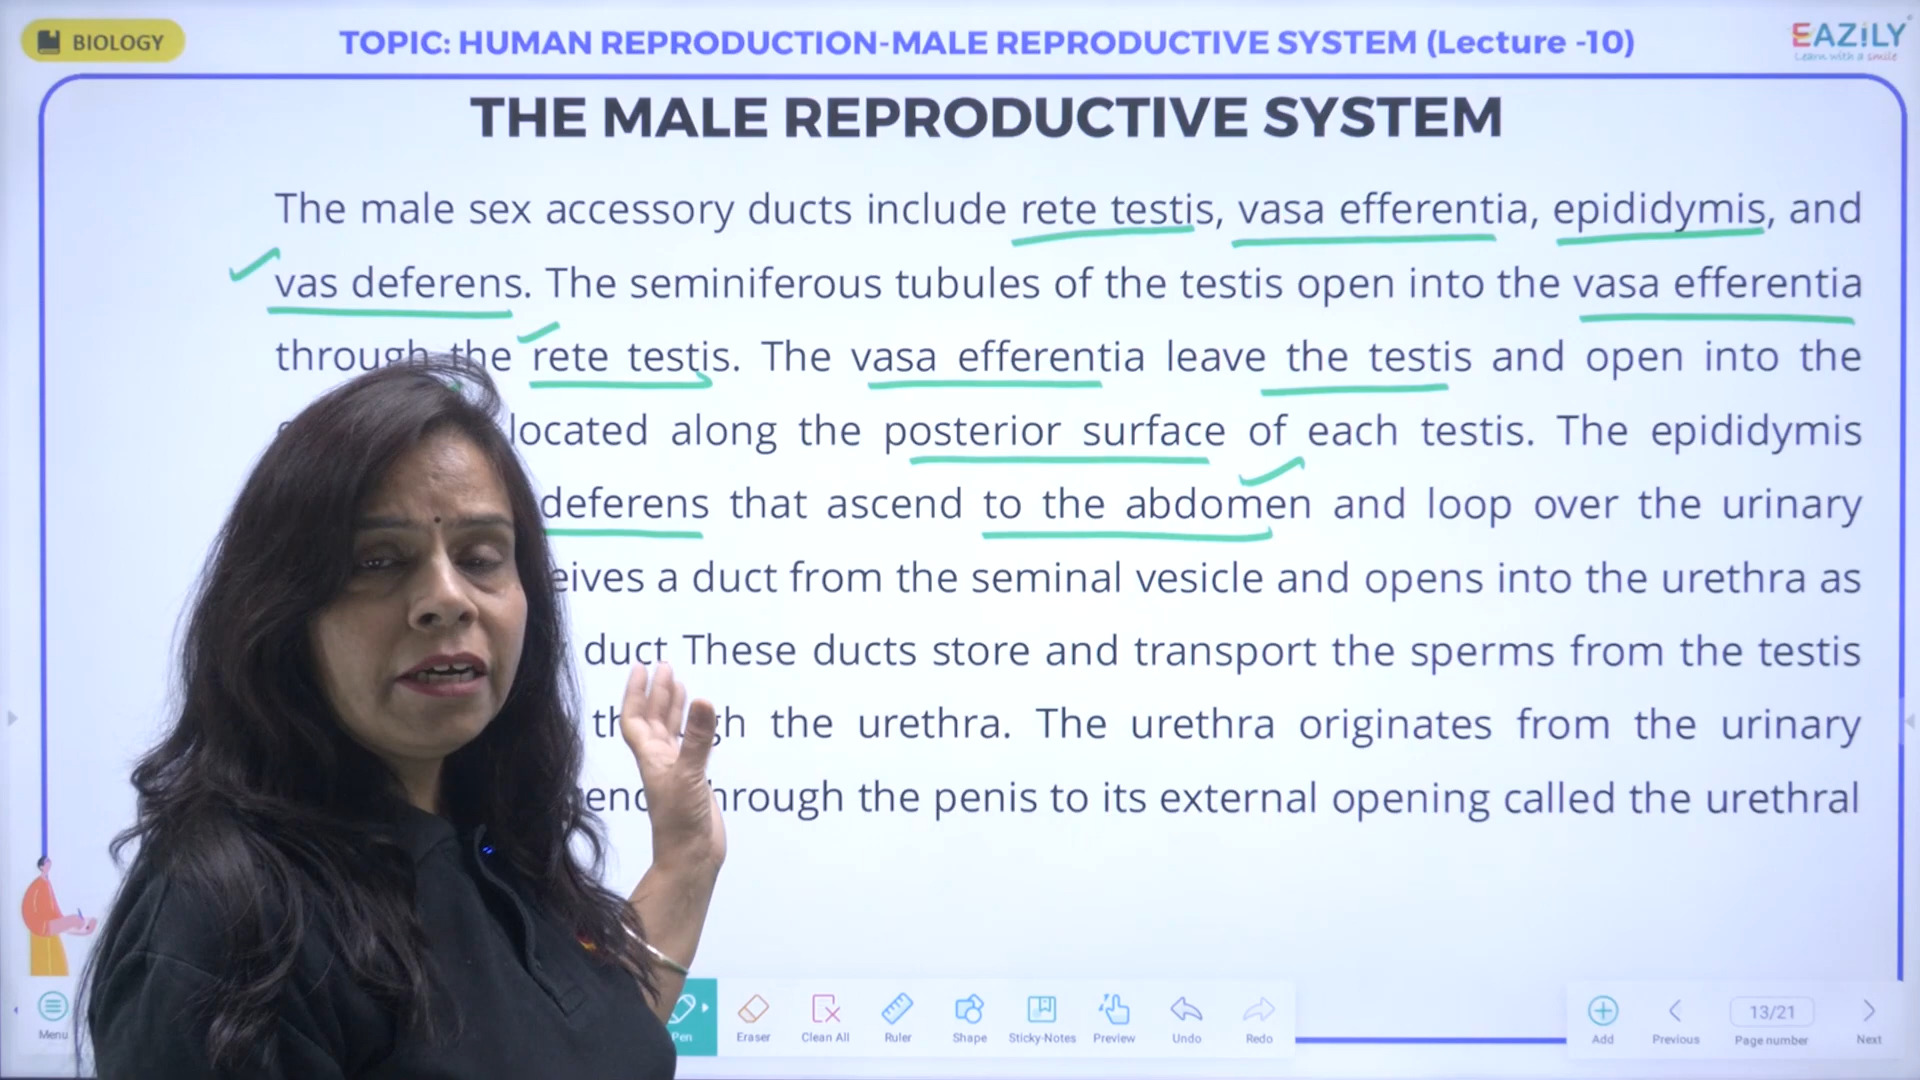 BIOLOGY
TOPIC: HUMAN REPRODUCTION-MALE REPRODUCTIVE SYSTEM (Lecture -10)
EAZILY
Learn with a smile
THE MALE REPRODUCTIVE SYSTEM
The male sex accessory ducts include rete testis, vasa efferentia, epididymis, and
vas deferens. The seminiferous tubules of the testis open into the vasa efferentia
through the rete testis. The vasa efferentia leave the testis and open into the
located along the posterior surface of each testis. The epididymis
deferens that ascend to the abdomen and loop over the urinary
a duct from the seminal vesicle and opens into the urethra as
duct These ducts store and transport the sperms from the testis
the urethra. The urethra originates from the urinary
the penis to its external opening called the urethral
Menu
Pen
Eraser
Clean All
Ruler
Shape
Sticky-Notes
Preview
Undo
Redo
Add
Previous
13/21
Page number
Next